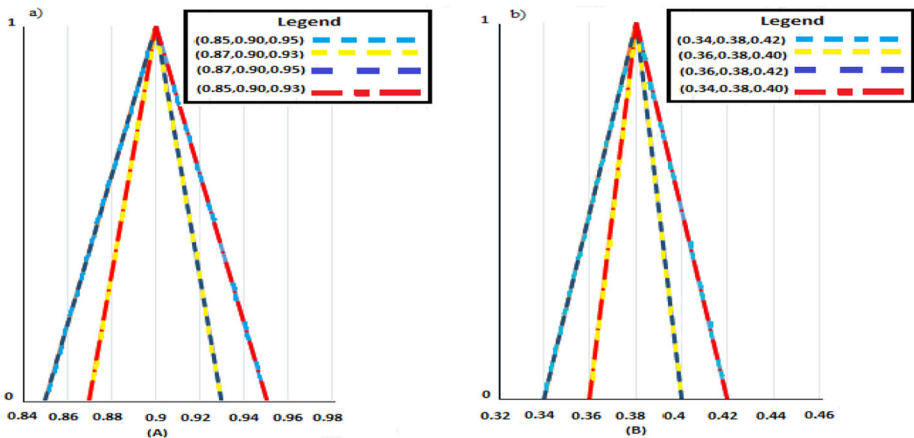 a)
1
Legend
(0.85,0.90,0.95)
(0.87,0.90,0.93)
(0.87,0.90,0.95)
(0.85,0.90,0.93)
0
0.84 0.86 0.88 0.9 0.92 0.94 0.96 0.98
(A)
b)
1
Legend
(0.34,0.38,0.42)
(0.36,0.38,0.40)
(0.36,0.38,0.42)
(0.34,0.38,0.40)
0
0.32 0.34 0.36 0.38 0.4 0.42 0.44 0.46
(B)